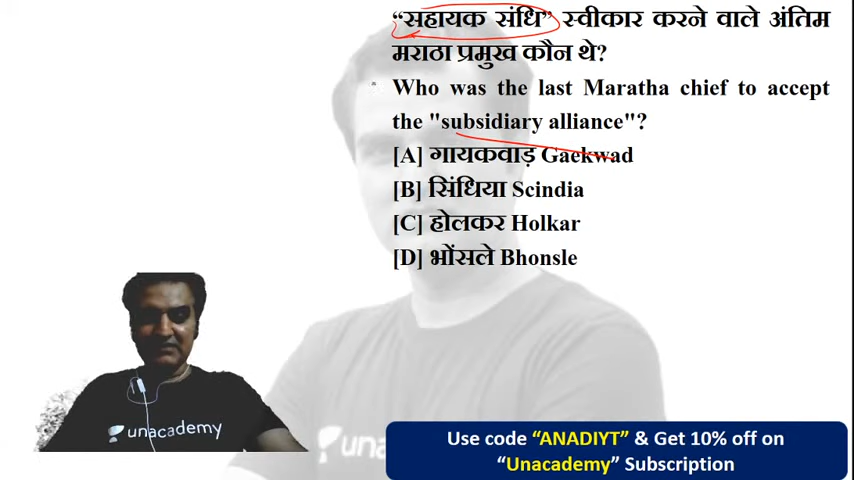 “सहायक संधि” स्वीकार करने वाले अंतिम
मराठा प्रमुख कौन थे?
Who was the last Maratha chief to accept
the "subsidiary alliance"?
[A] गायकवाड़ Gaekwad
[B] सिंधिया Scindia
[C] होलकर Holkar
[D] भोंसले Bhonsle
unacademy
una
Use code “ANADIYT” & Get 10% off on
“Unacademy” Subscription